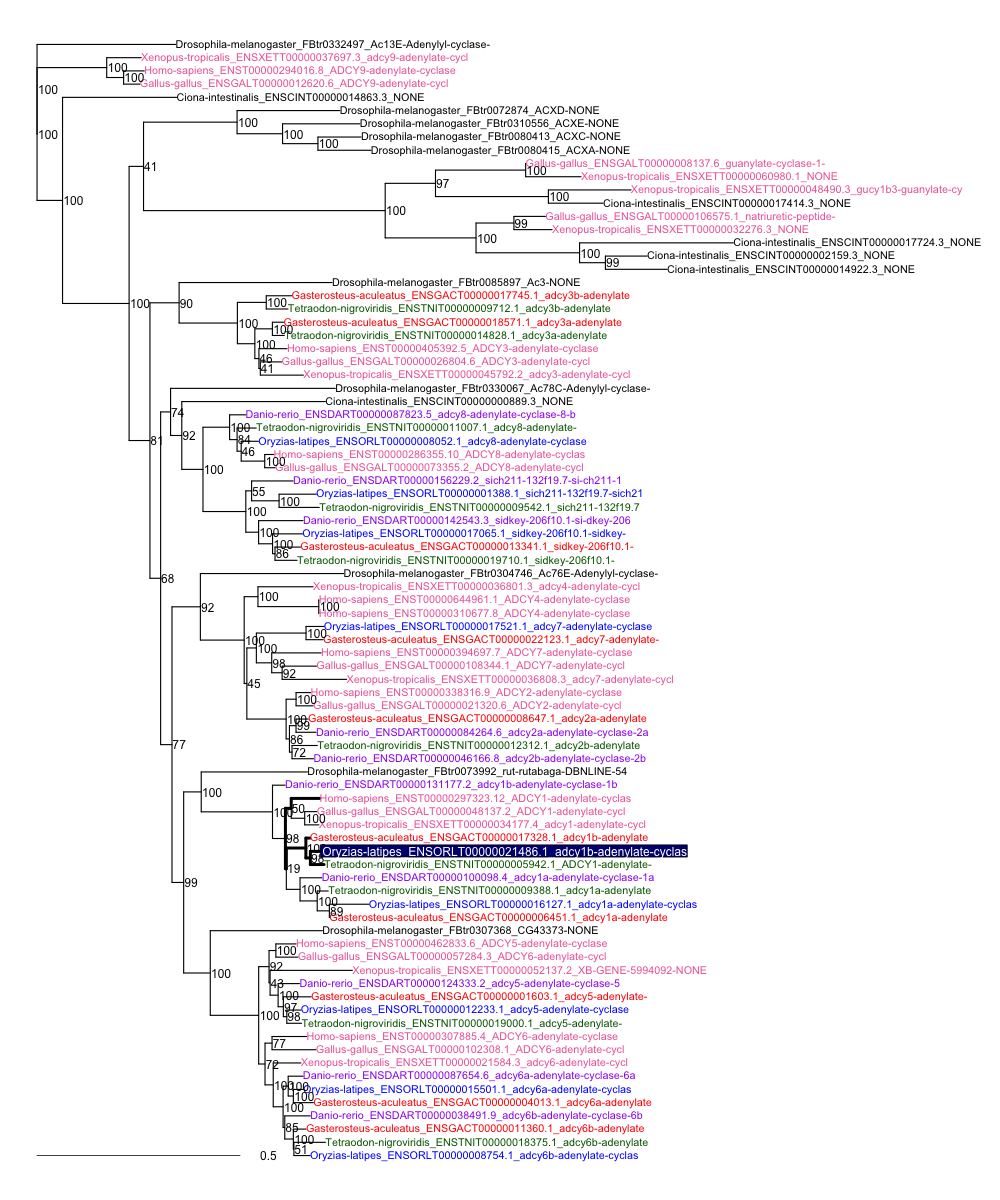 Drosophila-melanogaster_FBtr0332497_Ac13E-Adenylyl-cyclase-
Xenopus-tropicalis_ENSXETT00000037697.3_adcy9-adenylate-cycl
100
Homo-sapiens_ENST00000294016.8_ADCY9-adenylate-cyclase
100
Gallus-gallus_ENSGALT00000012620.6_ADCY9-adenylate-cycl
100
Ciona-intestinalis_ENSCINT00000014863.3_NONE
Drosophila-melanogaster_FBtr0072874_ACXD-NONE
100
Drosophila-melanogaster_FBtr0310556_ACXE-NONE
100
100
Drosophila-melanogaster_FBtr0080413_ACXC-NONE
100
Drosophila-melanogaster_FBtr0080415_ACXA-NONE
Gallus-gallus_ENSGALT00000008137.6_guanylate-cyclase-1-
41
100
Xenopus-tropicalis_ENSXETT00000060980.1_NONE
97
Xenopus-tropicalis_ENSXETT00000048490.3_gucy1b3-guanylate-cy
100
100
Ciona-intestinalis_ENSCINT00000017414.3_NONE
100
Gallus-gallus_ENSGALT00000106575.1_natriuretic-peptide-
99
Xenopus-tropicalis_ENSXETT00000032276.3_NONE
100
Ciona-intestinalis_ENSCINT00000017724.3_NONE
100
Ciona-intestinalis_ENSCINT00000002159.3_NONE
99
Ciona-intestinalis_ENSCINT00000014922.3_NONE
Drosophila-melanogaster_FBtr0085897_Ac3-NONE
Gasterosteus-aculeatus_ENSGACT00000017745.1_adcy3b-adenylate
100
90
100
Tetraodon-nigroviridis_ENSTNIT00000009712.1_adcy3b-adenylate
100
Gasterosteus-aculeatus_ENSGACT00000018571.1_adcy3a-adenylate
100
Tetraodon-nigroviridis_ENSTNIT00000014828.1_adcy3a-adenylate
100
Homo-sapiens_ENST00000405392.5_ADCY3-adenylate-cyclase
46
Gallus-gallus_ENSGALT00000026804.6_ADCY3-adenylate-cycl
41
Xenopus-tropicalis_ENSXETT00000045792.2_adcy3-adenylate-cycl
Drosophila-melanogaster_FBtr0330067_Ac78C-Adenylyl-cyclase-
Ciona-intestinalis_ENSCINT00000000889.3_NONE
74
Danio-rerio_ENSDART00000087823.5_adcy8-adenylate-cyclase-8-b
100
Tetraodon-nigroviridis_ENSTNIT00000011007.1_adcy8-adenylate-
92
84
81
Oryzias-latipes_ENSORLT00000008052.1_adcy8-adenylate-cyclase
46
Homo-sapiens_ENST00000286355.10_ADCY8-adenylate-cyclas
100
Gallus-gallus_ENSGALT00000073355.2_ADCY8-adenylate-cycl
100
Danio-rerio_ENSDART00000156229.2_sich211-132f19.7-si-ch211-1
55
Oryzias-latipes_ENSORLT00000001388.1_sich211-132f19.7-sich21
100
Tetraodon-nigroviridis_ENSTNIT00000009542.1_sich211-132f19.7
100
Danio-rerio_ENSDART00000142543.3_sidkey-206f10.1-si-dkey-206
100
Oryzias-latipes_ENSORLT00000017065.1_sidkey-206f10.1-sidkey-
100
Gasterosteus-aculeatus_ENSGACT00000013341.1_sidkey-206f10.1-
86
Tetraodon-nigroviridis_ENSTNIT00000019710.1_sidkey-206f10.1-
Drosophila-melanogaster_FBtr0304746_Ac76E-Adenylyl-cyclase-
68
Xenopus-tropicalis_ENSXETT00000036801.3_adcy4-adenylate-cycl
100
Homo-sapiens_ENST00000644961.1_ADCY4-adenylate-cyclase
92
100
Homo-sapiens_ENST00000310677.8_ADCY4-adenylate-cyclase
Oryzias-latipes_ENSORLT00000017521.1_adcy7-adenylate-cyclase
100
Gasterosteus-aculeatus_ENSGACT00000022123.1_adcy7-adenylate-
100
100
Homo-sapiens_ENST00000394697.7_ADCY7-adenylate-cyclase
98
Gallus-gallus_ENSGALT00000108344.1_ADCY7-adenylate-cycl
92
Xenopus-tropicalis_ENSXETT00000036808.3_adcy7-adenylate-cycl
45
Homo-sapiens_ENST00000338316.9_ADCY2-adenylate-cyclase
100
Gallus-gallus_ENSGALT00000021320.6_ADCY2-adenylate-cycl
100
Gasterosteus-aculeatus_ENSGACT00000008647.1_adcy2a-adenylate
99
Danio-rerio_ENSDART00000084264.6_adcy2a-adenylate-cyclase-2a
86
77
Tetraodon-nigroviridis_ENSTNIT00000012312.1_adcy2b-adenylate
72
Danio-rerio_ENSDART00000046166.8_adcy2b-adenylate-cyclase-2b
Drosophila-melanogaster_FBtr0073992_rut-rutabaga-DBNLINE-54
Danio-rerio_ENSDART00000131177.2_adcy1b-adenylate-cyclase-1b
100
Homo-sapiens_ENST00000297323.12_ADCY1-adenylate-cyclas
50
100
Gallus-gallus_ENSGALT00000048137.2_ADCY1-adenylate-cycl
100
Xenopus-tropicalis_ENSXETT00000034177.4_adcy1-adenylate-cycl
98
Gasterosteus-aculeatus_ENSGACT00000017328.1_adcy1b-adenylate
Oryzias-latipes_ENSORLT00000021486.1_adcy1b-adenylate-cyclas
Tetraodon-nigroviridis_ENSTNIT00000005942.1_ADCY1-adenylate-
19
Danio-rerio_ENSDART00000100098.4_adcy1a-adenylate-cyclase-1a
99
100
Tetraodon-nigroviridis_ENSTNIT00000009388.1_adcy1a-adenylate
100
Oryzias-latipes_ENSORLT00000016127.1_adcy1a-adenylate-cyclas
89
Gasterosteus-aculeatus_ENSGACT00000006451.1_adcy1a-adenylate
Drosophila-melanogaster_FBtr0307368_CG43373-NONE
Homo-sapiens_ENST00000462833.6_ADCY5-adenylate-cyclase
100
Gallus-gallus_ENSGALT00000057284.3_ADCY6-adenylate-cycl
92
Xenopus-tropicalis_ENSXETT00000052137.2_XB-GENE-5994092-NONE
100
43
Danio-rerio_ENSDART00000124333.2_adcy5-adenylate-cyclase-5
100
Gasterosteus-aculeatus_ENSGACT00000001603.1_adcy5-adenylate-
97
Oryzias-latipes_ENSORLT00000012233.1_adcy5-adenylate-cyclase
98
100
Tetraodon-nigroviridis_ENSTNIT00000019000.1_adcy5-adenylate-
Homo-sapiens_ENST00000307885.4_ADCY6-adenylate-cyclase
77
Gallus-gallus_ENSGALT00000102308.1_ADCY6-adenylate-cycl
72
Xenopus-tropicalis_ENSXETT00000021584.3_adcy6-adenylate-cycl
Danio-rerio_ENSDART00000087654.6_adcy6a-adenylate-cyclase-6a
100
100
Oryzias-latipes_ENSORLT00000015501.1_adcy6a-adenylate-cyclas
100
Gasterosteus-aculeatus_ENSGACT00000004013.1_adcy6a-adenylate
100
Danio-rerio_ENSDART00000038491.9_adcy6b-adenylate-cyclase-6b
85
Gasterosteus-aculeatus_ENSGACT00000011360.1_adcy6b-adenylate
100
Tetraodon-nigroviridis_ENSTNIT00000018375.1_adcy6b-adenylate
51
Oryzias-latipes_ENSORLT00000008754.1_adcy6b-adenylate-cyclas
0.5